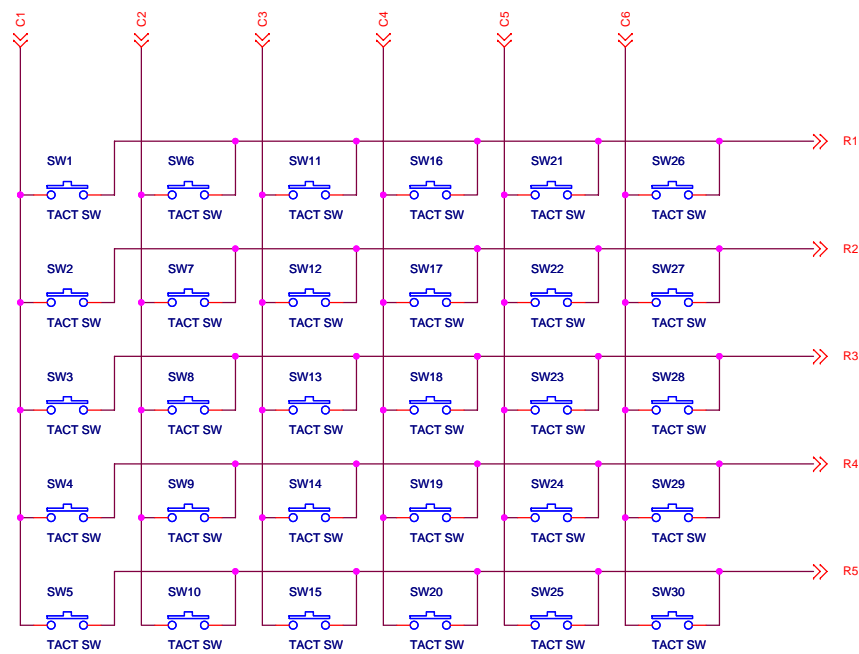 C1 C2 C3 C4 C5 C6
R1
SW1 SW6 SW11 SW16 SW21 SW26
TACT SW TACT SW TACT SW TACT SW TACT SW TACT SW
R2
SW2 SW7 SW12 SW17 SW22 SW27
TACT SW TACT SW TACT SW TACT SW TACT SW TACT SW
R3
SW3 SW8 SW13 SW18 SW23 SW28
TACT SW TACT SW TACT SW TACT SW TACT SW TACT SW
R4
SW4 SW9 SW14 SW19 SW24 SW29
TACT SW TACT SW TACT SW TACT SW TACT SW TACT SW
R5
SW5 SW10 SW15 SW20 SW25 SW30
TACT SW TACT SW TACT SW TACT SW TACT SW TACT SW